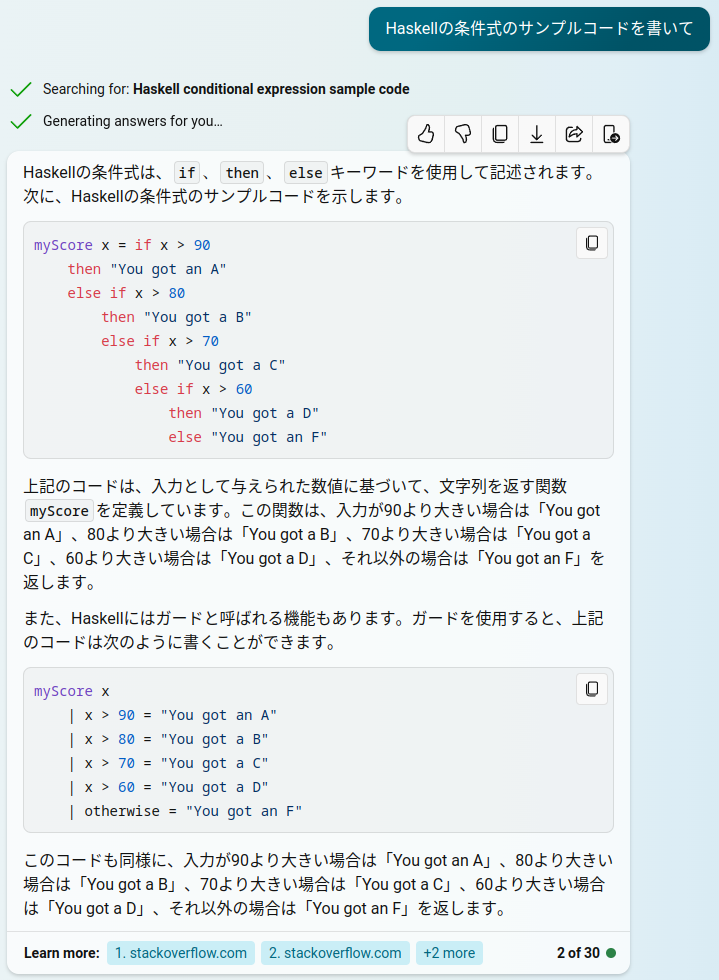 Haskellの条件式のサンプルコードを書いて
Searching for: Haskell conditional expression sample code
Generating answers for you…
Haskellの条件式は、 if 、 then 、 else キーワードを使用して記述されます。
次に、Haskellの条件式のサンプルコードを示します。
myScore x = if x > 90
    then "You got an A"
    else if x > 80
        then "You got a B"
        else if x > 70
            then "You got a C"
            else if x > 60
                then "You got a D"
                else "You got an F"
上記のコードは、入力として与えられた数値に基づいて、文字列を返す関数
myScore を定義しています。この関数は、入力が90より大きい場合は「You got
an A」、80より大きい場合は「You got a B」、70より大きい場合は「You got a
C」、60より大きい場合は「You got a D」、それ以外の場合は「You got an F」を
返します。
また、Haskellにはガードと呼ばれる機能もあります。ガードを使用すると、上記
のコードは次のように書くことができます。
myScore x
    | x > 90 = "You got an A"
    | x > 80 = "You got a B"
    | x > 70 = "You got a C"
    | x > 60 = "You got a D"
    | otherwise = "You got an F"
このコードも同様に、入力が90より大きい場合は「You got an A」、80より大きい
場合は「You got a B」、70より大きい場合は「You got a C」、60より大きい場合
は「You got a D」、それ以外の場合は「You got an F」を返します。
Learn more: 1. stackoverflow.com 2. stackoverflow.com +2 more 2 of 30